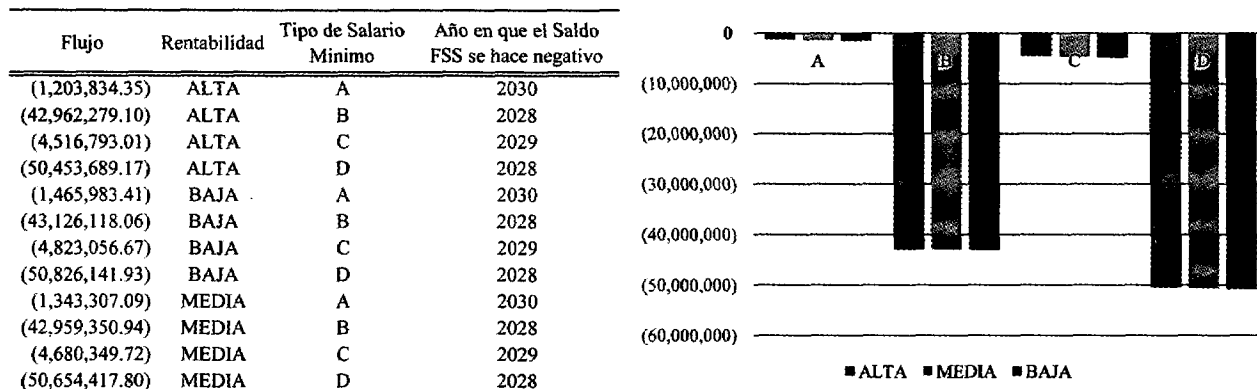 Flujo Rentabilidad Tipo de Salario Minimo Año en que el Saldo FSS se hace negativo
(1,203,834.35) ALTA A 2030
(42,962,279.10) ALTA B 2028
(4,516,793.01) ALTA C 2029
(50,453,689.17) ALTA D 2028
(1,465,983.41) BAJA A 2030
(43,126,118.06) BAJA B 2028
(4,823,056.67) BAJA C 2029
(50,826,141.93) BAJA D 2028
(1,343,307.09) MEDIA A 2030
(42,959,350.94) MEDIA B 2028
(4,680,349.72) MEDIA C 2029
(50,654,417.80) MEDIA D 2028
0
A B C D
(10,000,000)
(20,000,000)
(30,000,000)
(40,000,000)
(50,000,000)
(60,000,000)
ALTA MEDIA BAJA